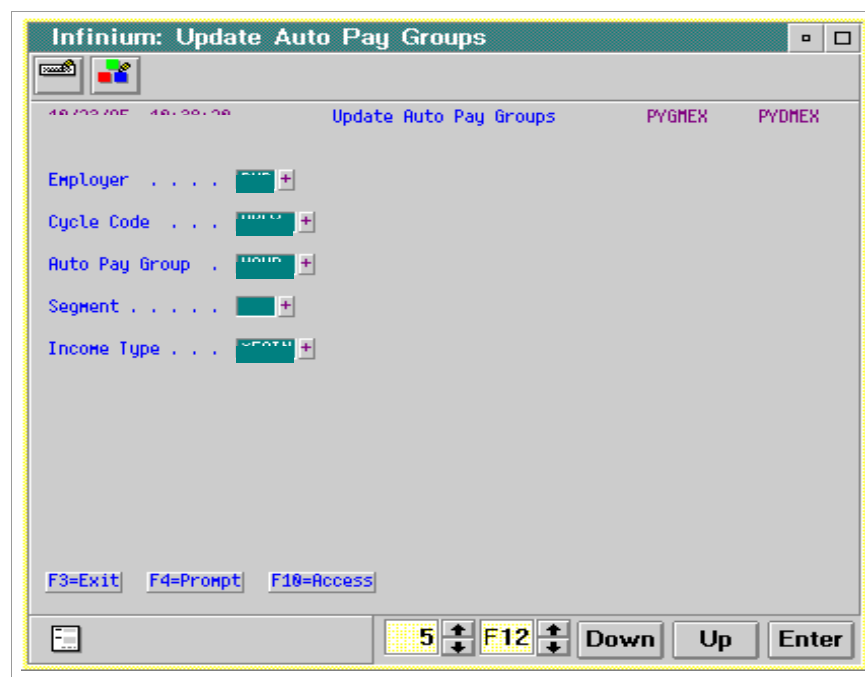 Infinium: Update Auto Pay Groups
Update Auto Pay Groups PYGMEX PYDMEX
Employer . . . . +
Cycle Code . . . +
Auto Pay Group . +
Segment . . . . . +
Income Type . . . +
F3=Exit F4=Prompt F10=Access
5 F12 Down Up Enter